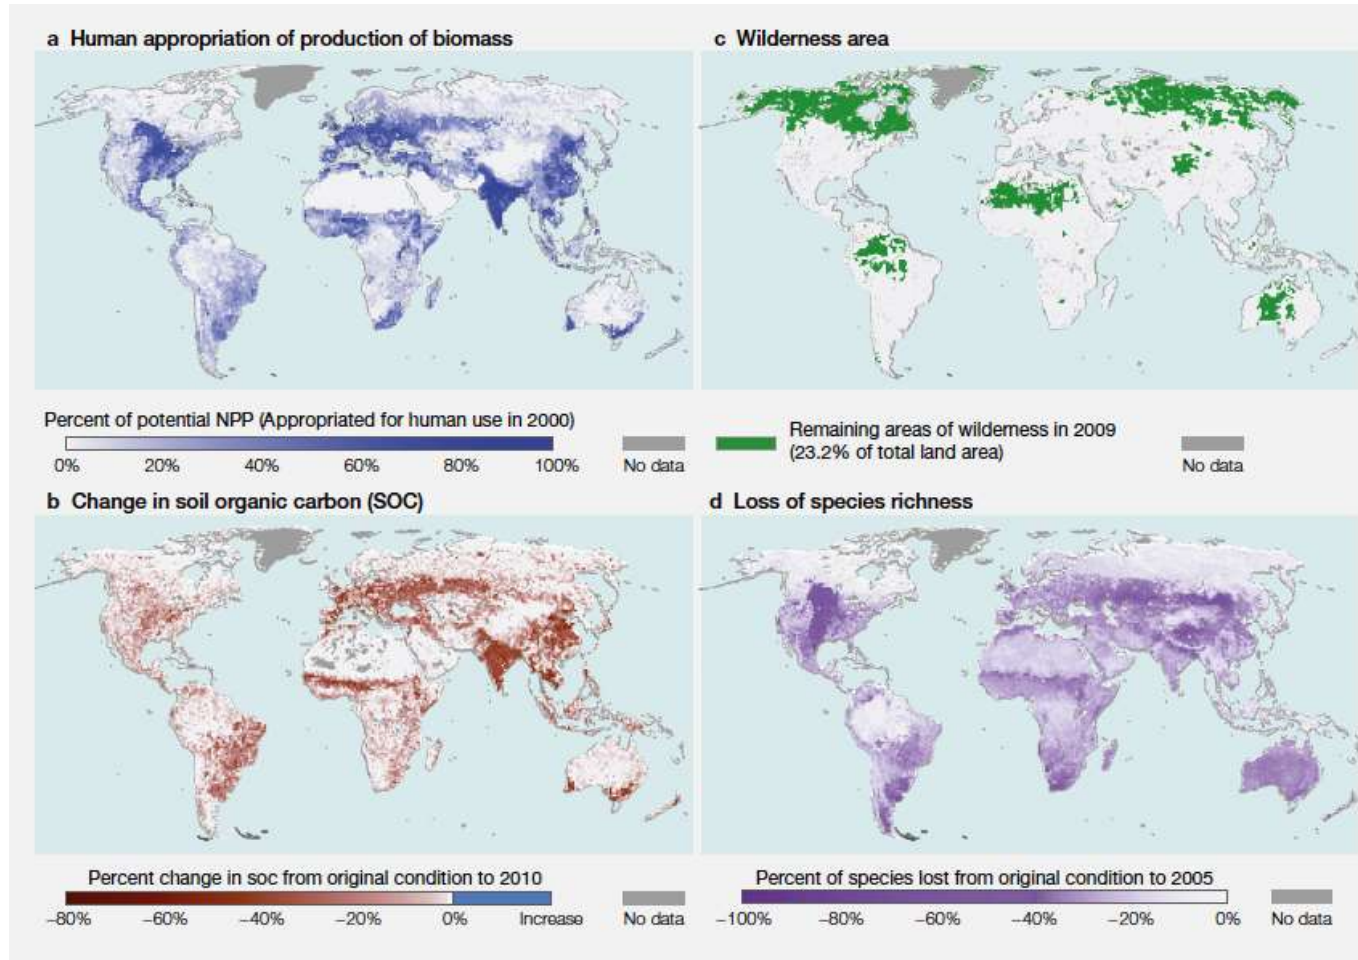 a Human appropriation of production of biomass
Percent of potential NPP (Appropriated for human use in 2000)
0% 20% 40% 60% 80% 100% No data
c Wilderness area
Remaining areas of wilderness in 2009
(23.2% of total land area)
No data
b Change in soil organic carbon (SOC)
Percent change in soc from original condition to 2010
–80% –60% –40% –20% 0% Increase No data
d Loss of species richness
Percent of species lost from original condition to 2005
–100% –80% –60% –40% –20% 0% No data